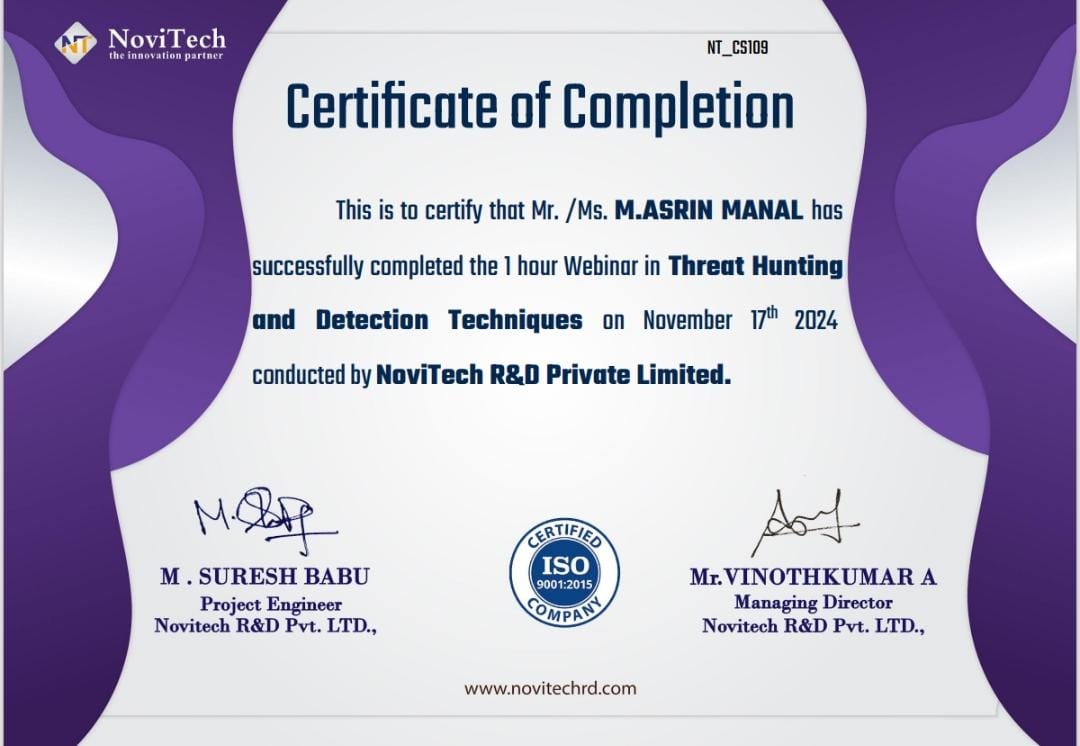 NT NoviTech
the innovation partner
NT_CS109
Certificate of Completion
This is to certify that Mr. /Ms. M.ASRIN MANAL has
successfully completed the 1 hour Webinar in Threat Hunting
and Detection Techniques on November 17th 2024
conducted by NoviTech R&D Private Limited.
M . SURESH BABU
Project Engineer
Novitech R&D Pvt. LTD.,
CERTIFIED
ISO
9001:2015
COMPANY
Mr.VINOTHKUMAR A
Managing Director
Novitech R&D Pvt. LTD.,
www.novitechrd.com